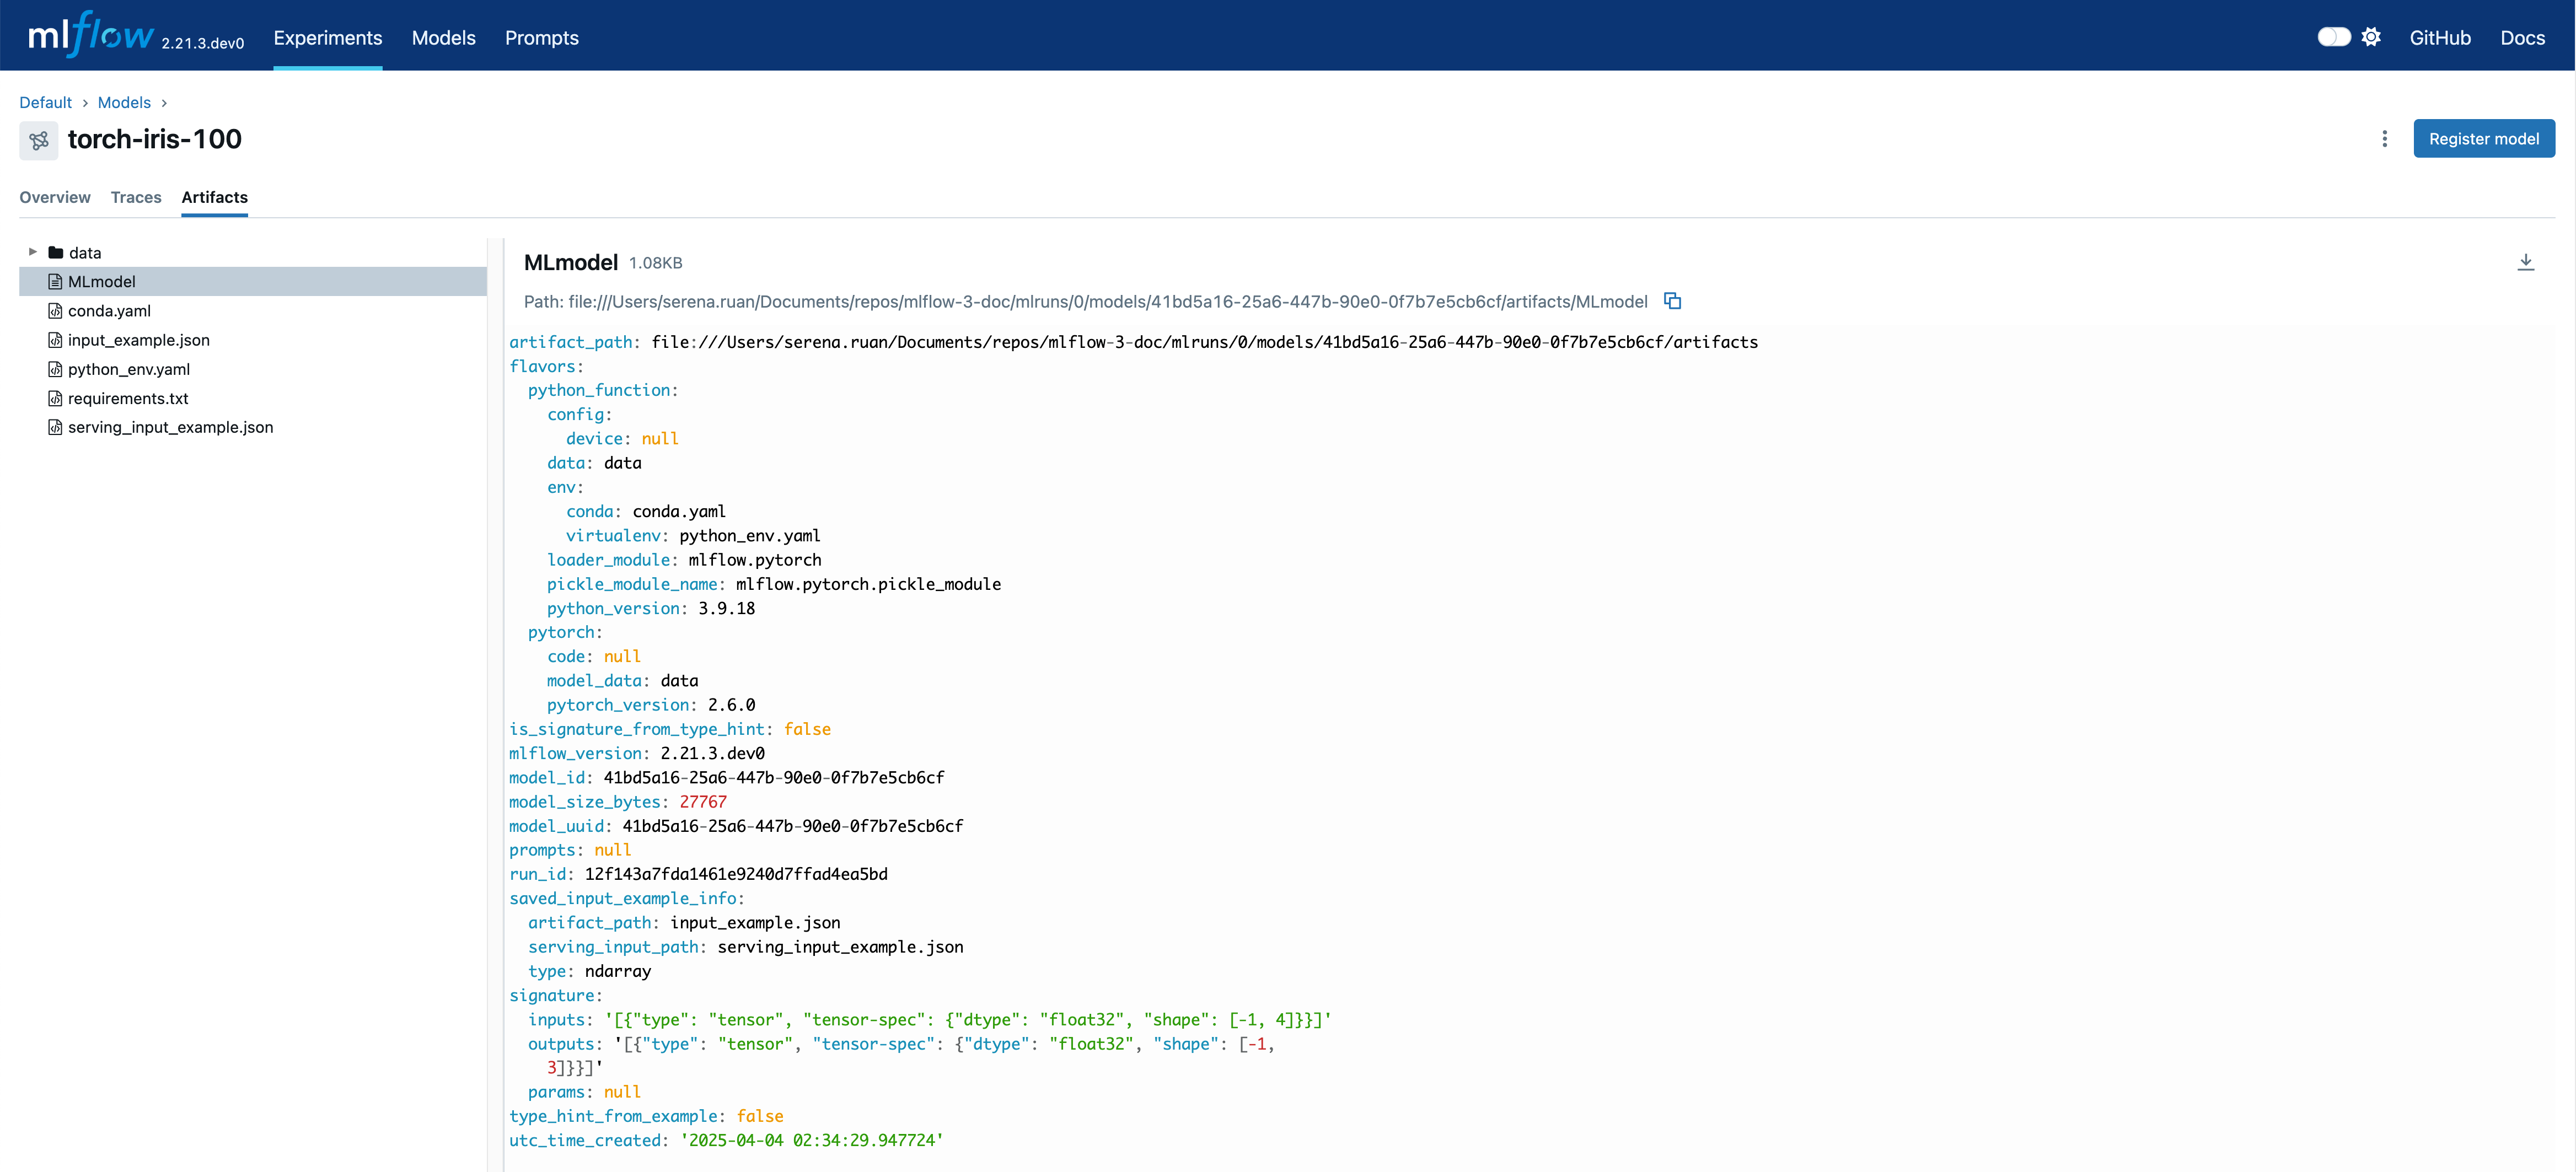 mlflow 2.21.3.dev0 Experiments Models Prompts GitHub Docs
Default › Models ›
torch-iris-100 Register model
Overview Traces Artifacts
data
MLmodel
conda.yaml
input_example.json
python_env.yaml
requirements.txt
serving_input_example.json
MLmodel 1.08KB
Path: file:///Users/serena.ruan/Documents/repos/mlflow-3-doc/mlruns/0/models/41bd5a16-25a6-447b-90e0-0f7b7e5cb6cf/artifacts/MLmodel
artifact_path: file:///Users/serena.ruan/Documents/repos/mlflow-3-doc/mlruns/0/models/41bd5a16-25a6-447b-90e0-0f7b7e5cb6cf/artifacts
flavors:
  python_function:
    config:
      device: null
    data: data
    env:
      conda: conda.yaml
      virtualenv: python_env.yaml
    loader_module: mlflow.pytorch
    pickle_module_name: mlflow.pytorch.pickle_module
    python_version: 3.9.18
  pytorch:
    code: null
    model_data: data
    pytorch_version: 2.6.0
is_signature_from_type_hint: false
mlflow_version: 2.21.3.dev0
model_id: 41bd5a16-25a6-447b-90e0-0f7b7e5cb6cf
model_size_bytes: 27767
model_uuid: 41bd5a16-25a6-447b-90e0-0f7b7e5cb6cf
prompts: null
run_id: 12f143a7fda1461e9240d7ffad4ea5bd
saved_input_example_info:
  artifact_path: input_example.json
  serving_input_path: serving_input_example.json
  type: ndarray
signature:
  inputs: '[{"type": "tensor", "tensor-spec": {"dtype": "float32", "shape": [-1, 4]}}]'
  outputs: '[{"type": "tensor", "tensor-spec": {"dtype": "float32", "shape": [-1,
    3]}}]'
  params: null
type_hint_from_example: false
utc_time_created: '2025-04-04 02:34:29.947724'